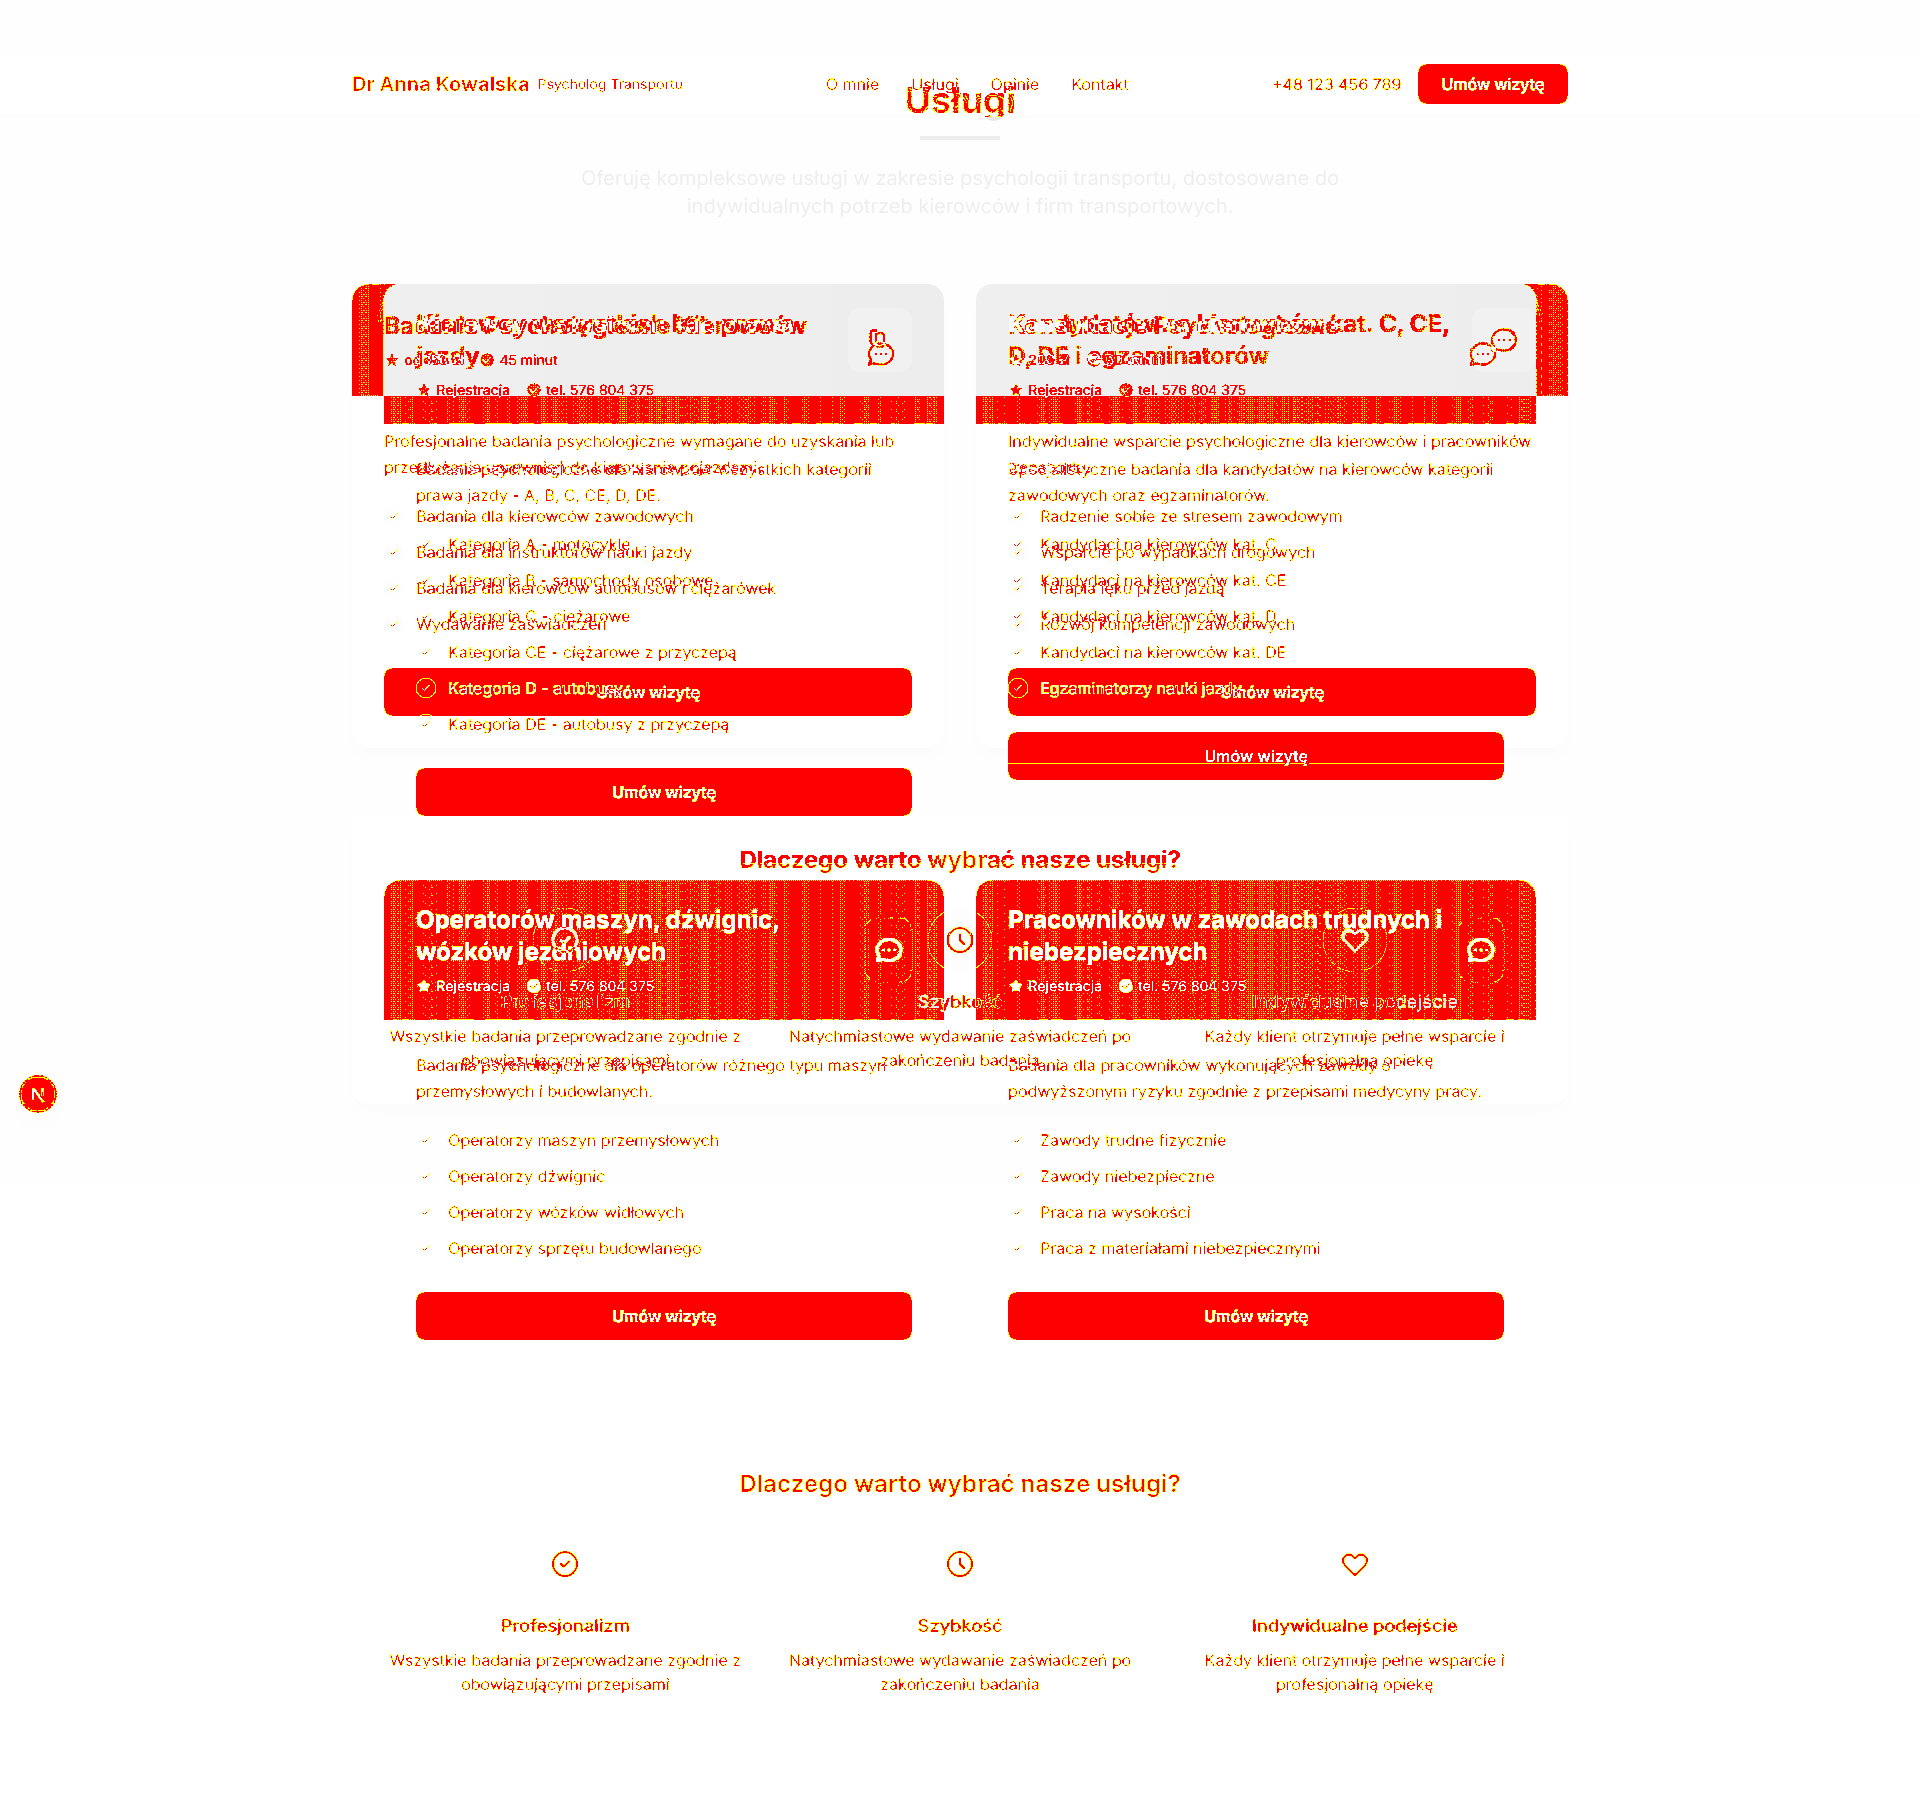 Dr Anna Kowalska Psycholog Transportu O mnie Usługi Opinie Kontakt +48 123 456 789 Umów wizytę
Usługi
Oferuję kompleksowe usługi w zakresie psychologii transportu, dostosowane do
indywidualnych potrzeb kierowców i firm transportowych.
jazdy
45 minut
Rejestracja tel. 576 804 375
Profesjonalne badania psychologiczne wymagane do uzyskania lub
prawa jazdy - A, B, C, CE, D, DE.
Badania dla kierowców zawodowych
Kategoria A - motocykle
Badania dla instruktorów nauki jazdy
Kategoria B - samochody osobowe
Badania dla kierowców autobusów i ciężarówek
Kategoria C - ciężarowe
Wydawanie zaświadczeń
Kategoria CE - ciężarowe z przyczepą
Kategoria D - autobusy
Umów wizytę
Kategoria DE - autobusy z przyczepą
Umów wizytę
kat. C, CE,
D, DE i egzaminatorów
Rejestracja tel. 576 804 375
Indywidualne wsparcie psychologiczne dla kierowców i pracowników
Specjalistyczne badania dla kandydatów na kierowców kategorii
zawodowych oraz egzaminatorów.
Radzenie sobie ze stresem zawodowym
Kandydaci na kierowców kat. C
Wsparcie po wypadkach drogowych
Kandydaci na kierowców kat. CE
Terapia lęku przed jazdą
Kandydaci na kierowców kat. D
Rozwój kompetencji zawodowych
Kandydaci na kierowców kat. DE
Egzaminatorzy nauki jazdy
Umów wizytę
Umów wizytę
Dlaczego warto wybrać nasze usługi?
Operatorów maszyn, dźwignic,
wózków jezdniowych
Rejestracja tel. 576 804 375
Profesjonalizm
Wszystkie badania przeprowadzane zgodnie z
obowiązującymi przepisami
Badania psychologiczne dla operatorów różnego typu maszyn
przemysłowych i budowlanych.
Szybkość
Natychmiastowe wydawanie zaświadczeń po
zakończeniu badania
Pracowników w zawodach trudnych i
niebezpiecznych
Rejestracja tel. 576 804 375
Indywidualne podejście
Każdy klient otrzymuje pełne wsparcie i
profesjonalną opiekę
Badania dla pracowników wykonujących zawody o
podwyższonym ryzyku zgodnie z przepisami medycyny pracy.
N
Operatorzy maszyn przemysłowych
Operatorzy dźwignic
Operatorzy wózków widłowych
Operatorzy sprzętu budowlanego
Umów wizytę
Zawody trudne fizycznie
Zawody niebezpieczne
Praca na wysokości
Praca z materiałami niebezpiecznymi
Umów wizytę
Dlaczego warto wybrać nasze usługi?
Profesjonalizm
Wszystkie badania przeprowadzane zgodnie z
obowiązującymi przepisami
Szybkość
Natychmiastowe wydawanie zaświadczeń po
zakończeniu badania
Indywidualne podejście
Każdy klient otrzymuje pełne wsparcie i
profesjonalną opiekę